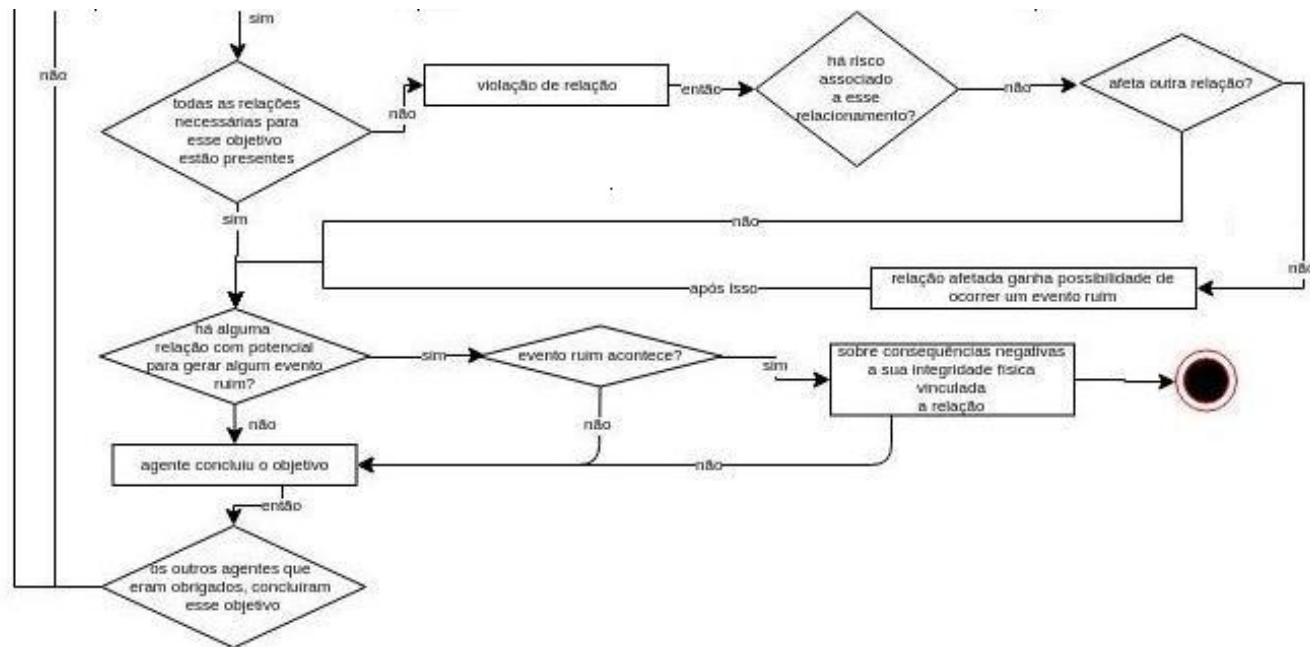 sim
não
todas as relações
necessárias para
esse objetivo
estão presentes
não
violação de relação
então
há risco
associado
a esse
relacionamento?
não
afeta outra relação?
sim
não
não
relação afetada ganha possibilidade de
ocorrer um evento ruim
após isso
há alguma
relação com potencial
para gerar algum evento
ruim?
sim
evento ruim acontece?
sim
sobre consequências negativas
a sua integridade física
vinculada
a relação
não
não
agente concluiu o objetivo
não
então
os outros agentes que
eram obrigados, concluíram
esse objetivo